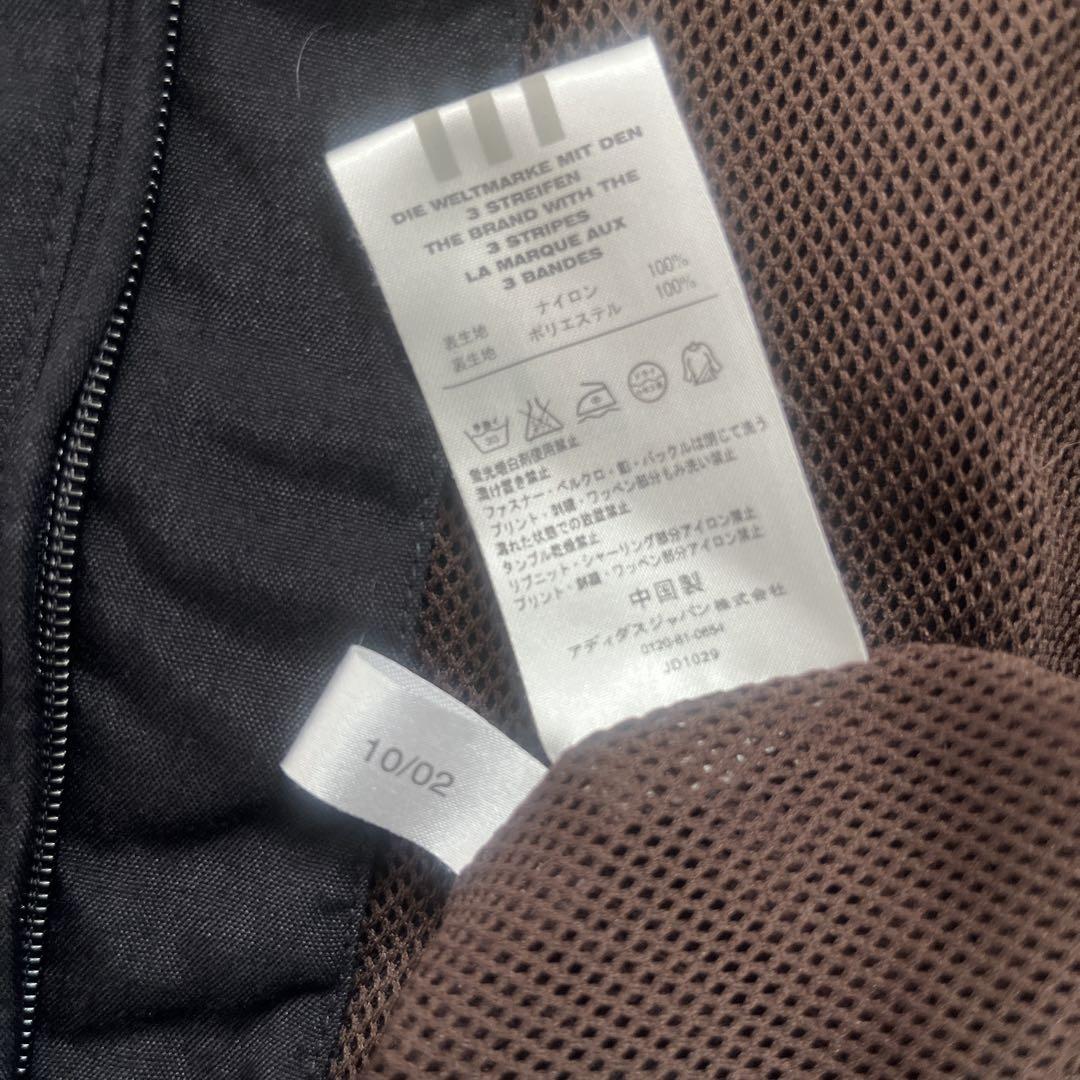 DIE WELTMARKE MIT DEN
3 STREIFEN
THE BRAND WITH THE
3 STRIPES
LA MARQUE AUX
3 BANDES
表生地 ナイロン 100%
裏生地 ポリエステル 100%
手洗イ 30
ドライ
蛍光増白剤使用禁止
漬け置き禁止
ファスナー・ベルクロ・釦・バックルは閉じて洗う
プリント・刺繍・ワッペン部分もみ洗い禁止
濡れた状態での放置禁止
タンブル乾燥禁止
リブニット・シャーリング部分アイロン禁止
プリント・刺繍・ワッペン部分アイロン禁止
中国製
アディダスジャパン株式会社
0120-81-0654
JD1029
10/02